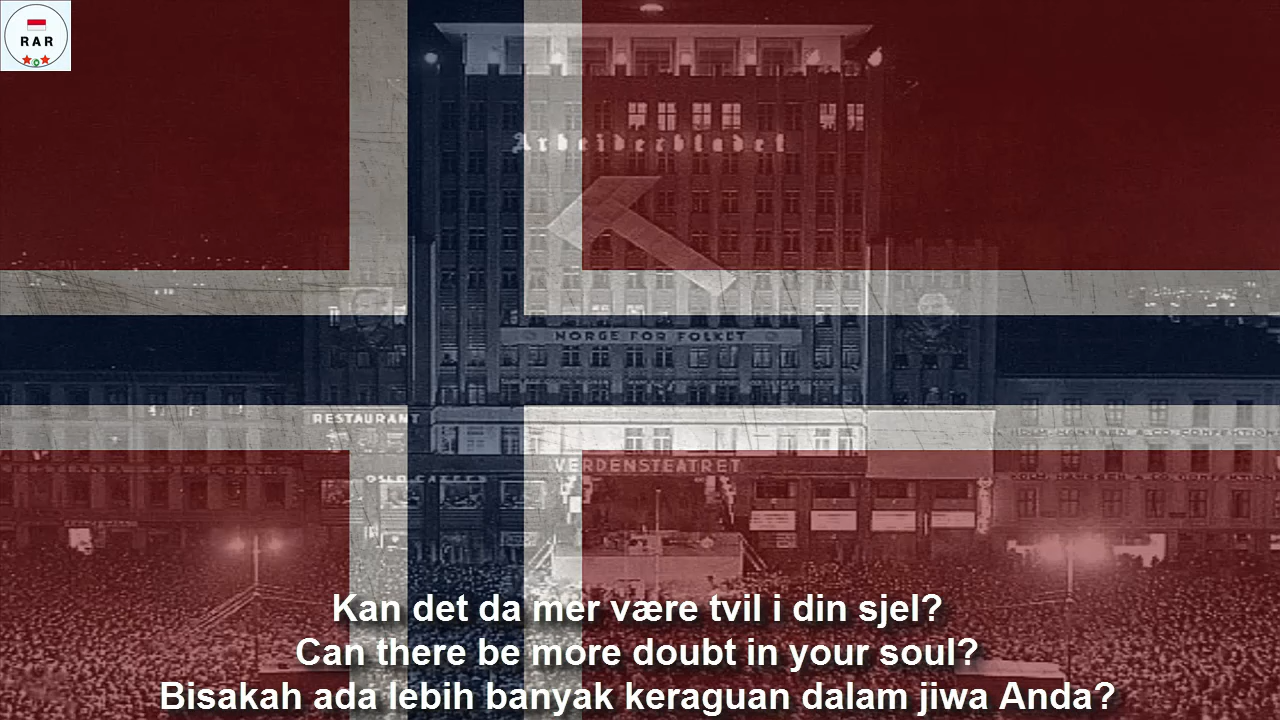 R A R
Arbeiderbladet
NORGE FOR FOLKET
RESTAURANT
VERDENSTEATRET
Kan det da mer være tvil i din sjel?
Can there be more doubt in your soul?
Bisakah ada lebih banyak keraguan dalam jiwa Anda?